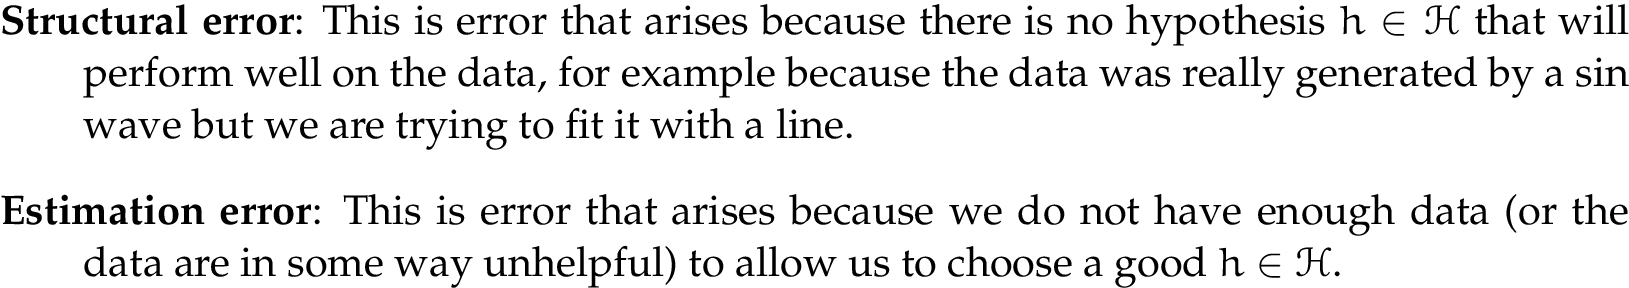 Structural error: This is error that arises because there is no hypothesis h ∈ ℋ that will
perform well on the data, for example because the data was really generated by a sin
wave but we are trying to fit it with a line.
Estimation error: This is error that arises because we do not have enough data (or the
data are in some way unhelpful) to allow us to choose a good h ∈ ℋ.